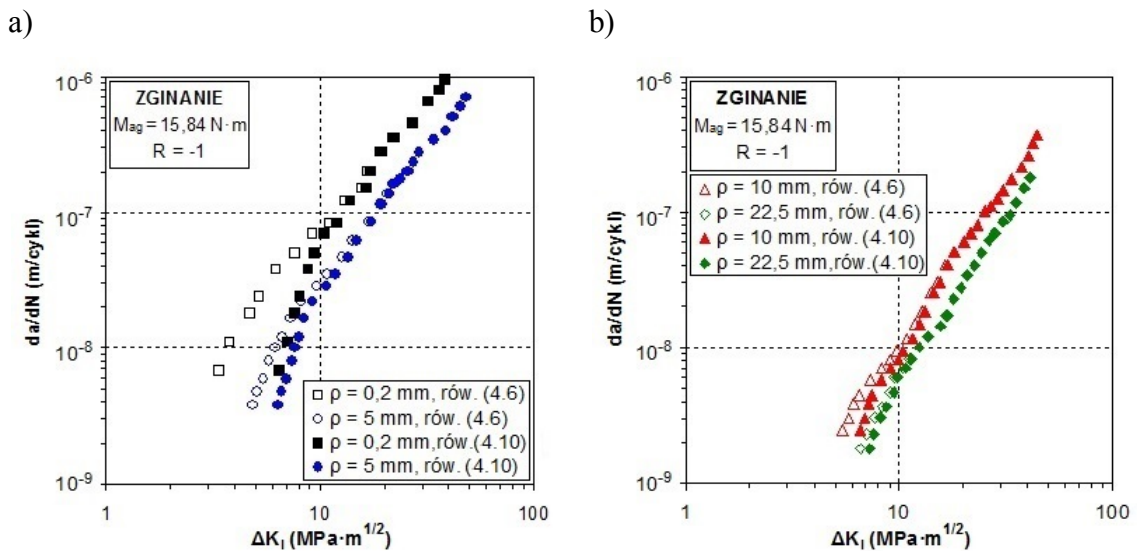 a)
10⁻⁶
ZGINANIE
Mag = 15,84 N·m
R = -1
10⁻⁷
da/dN (m/cykl)
10⁻⁸
ρ = 0,2 mm, rów. (4.6)
ρ = 5 mm, rów. (4.6)
ρ = 0,2 mm,rów.(4.10)
ρ = 5 mm, rów. (4.10)
10⁻⁹
1
10
100
ΔK_I (MPa·m^1/2)
b)
10⁻⁶
ZGINANIE
Mag = 15,84 N·m
R = -1
ρ = 10 mm, rów. (4.6)
ρ = 22,5 mm, rów. (4.6)
ρ = 10 mm, rów.(4.10)
ρ = 22,5 mm,rów.(4.10)
10⁻⁷
da/dN (m/cykl)
10⁻⁸
10⁻⁹
1
10
100
ΔK_I (MPa·m^1/2)